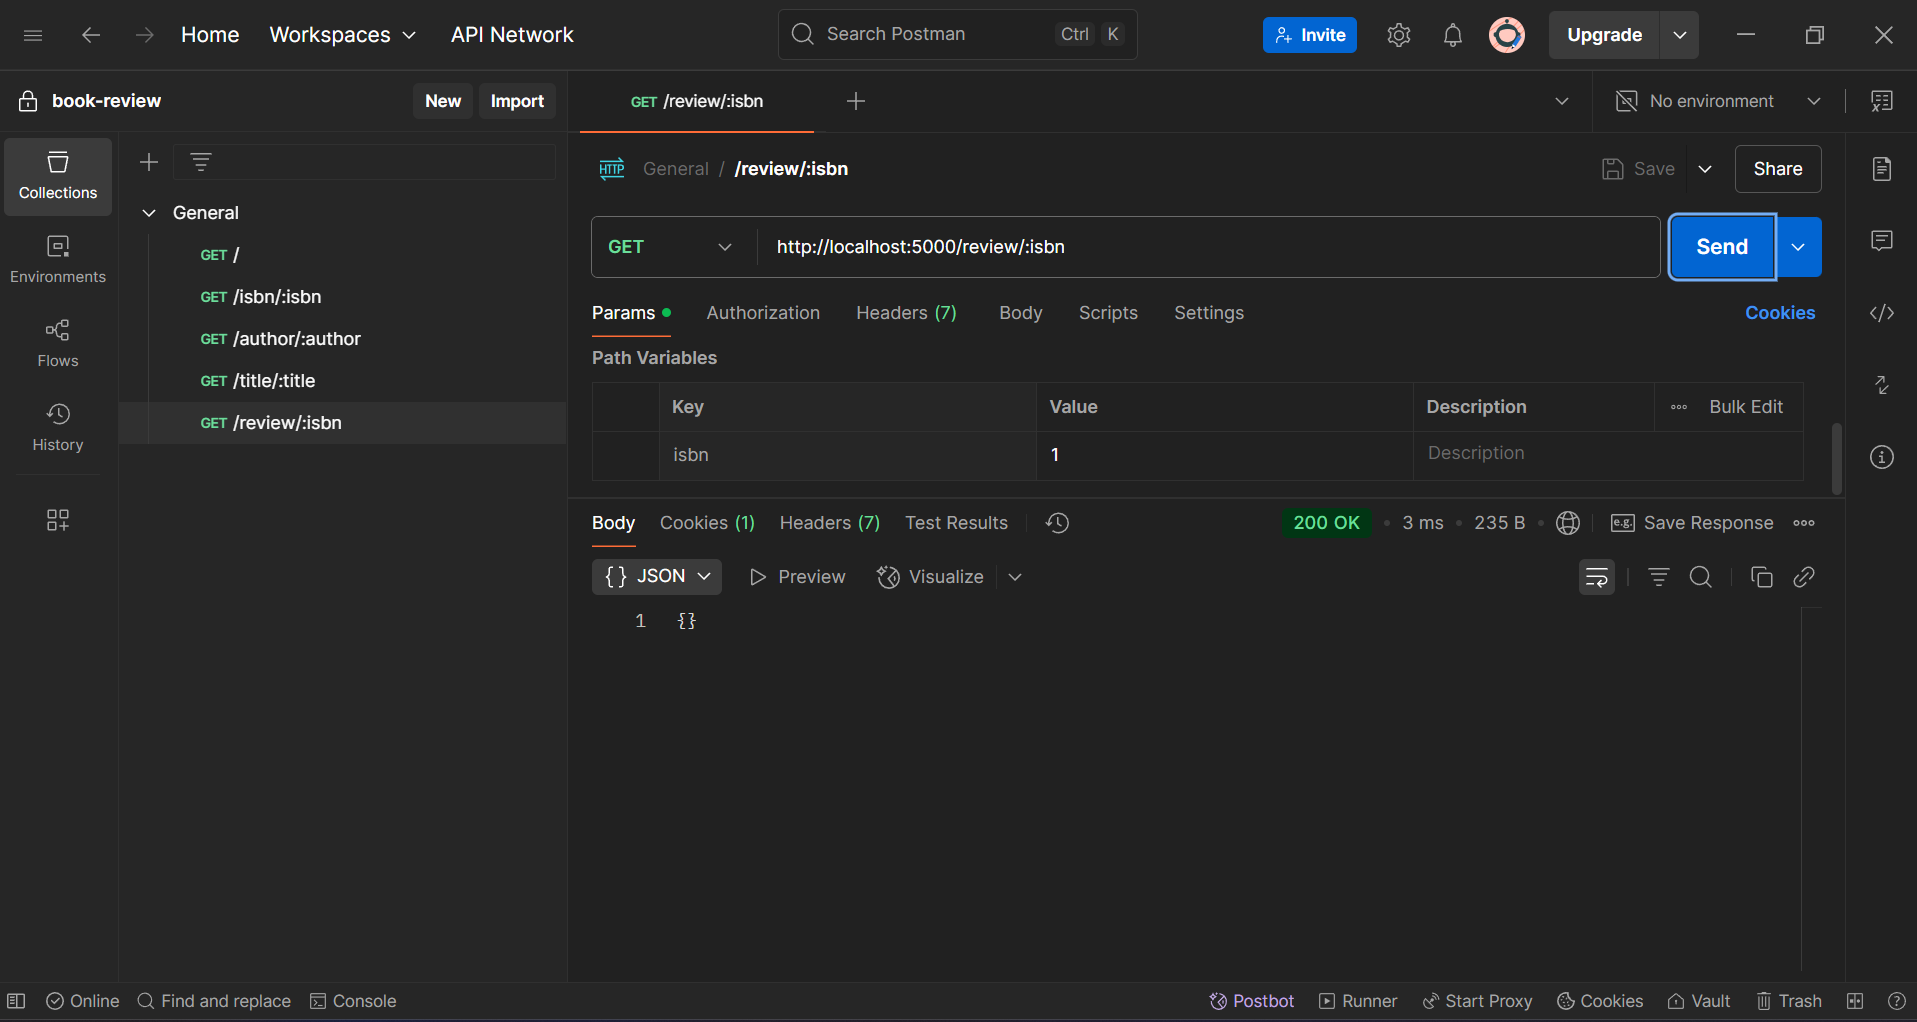 Home
Workspaces
API Network
Search Postman
Ctrl
K
Invite
Upgrade
book-review
New
Import
GET /review/:isbn
No environment
Collections
Environments
Flows
History
General
GET /
GET /isbn/:isbn
GET /author/:author
GET /title/:title
GET /review/:isbn
HTTP
General / /review/:isbn
Save
Share
GET
http://localhost:5000/review/:isbn
Send
Params
Authorization
Headers (7)
Body
Scripts
Settings
Cookies
Path Variables
Key
Value
Description
Bulk Edit
isbn
1
Description
Body
Cookies (1)
Headers (7)
Test Results
200 OK
3 ms
235 B
e.g.
Save Response
{} JSON
Preview
Visualize
1 {}
Online
Find and replace
Console
Postbot
Runner
Start Proxy
Cookies
Vault
Trash